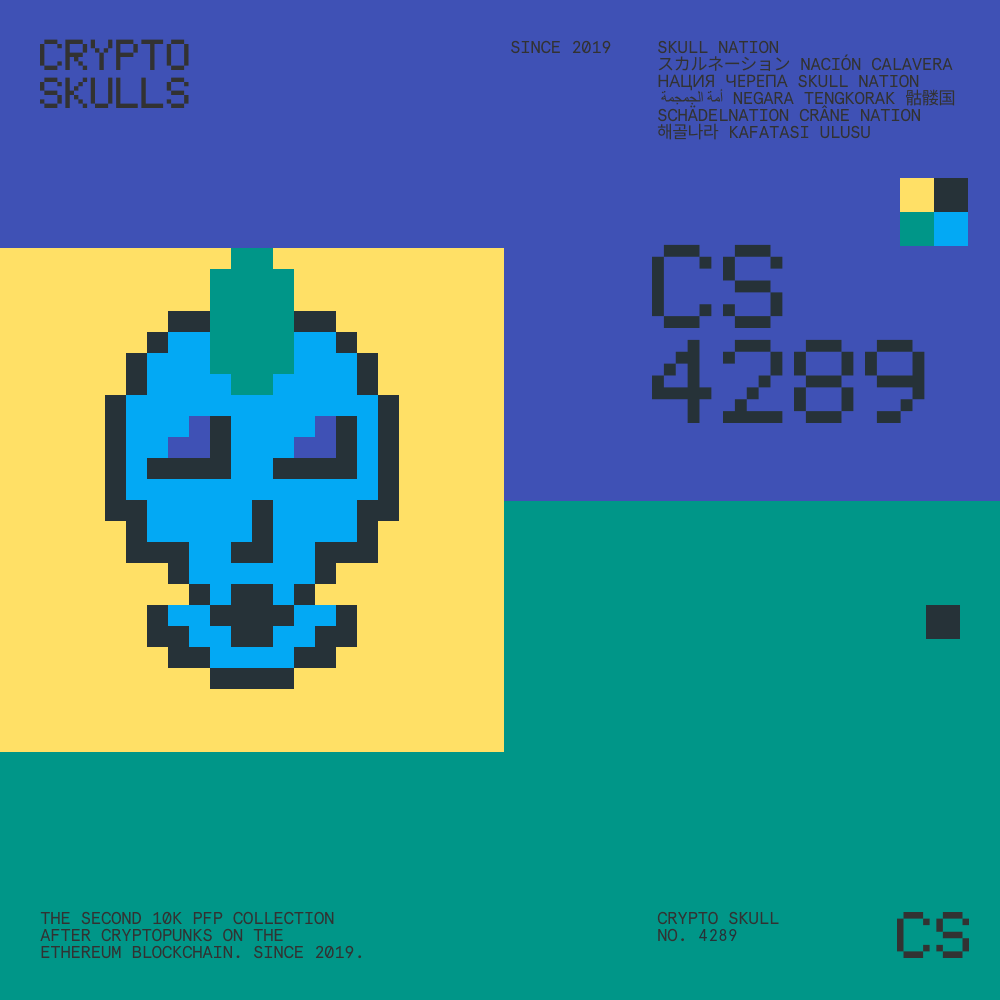 CRYPTO
SKULLS
SINCE 2019
SKULL NATION
スカルネーション NACIÓN CALAVERA
НАЦИЯ ЧЕРЕПА SKULL NATION
أمة الجمجمة NEGARA TENGKORAK 骷髅国
SCHÄDELNATION CRÂNE NATION
해골나라 KAFATASI ULUSU
CS
4289
THE SECOND 10K PFP COLLECTION
AFTER CRYPTOPUNKS ON THE
ETHEREUM BLOCKCHAIN. SINCE 2019.
CRYPTO SKULL
NO. 4289
CS